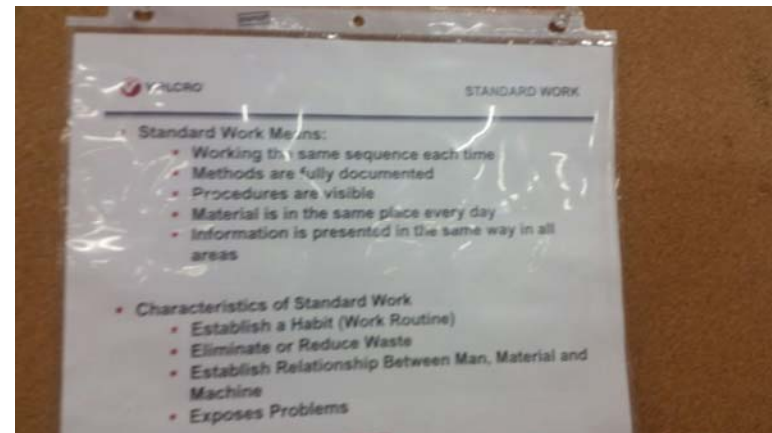 VELCRO
STANDARD WORK
Standard Work Means:
Working the same sequence each time
Methods are fully documented
Procedures are visible
Material is in the same place every day
Information is presented in the same way in all
areas
Characteristics of Standard Work
Establish a Habit (Work Routine)
Eliminate or Reduce Waste
Establish Relationship Between Man, Material and
Machine
Exposes Problems